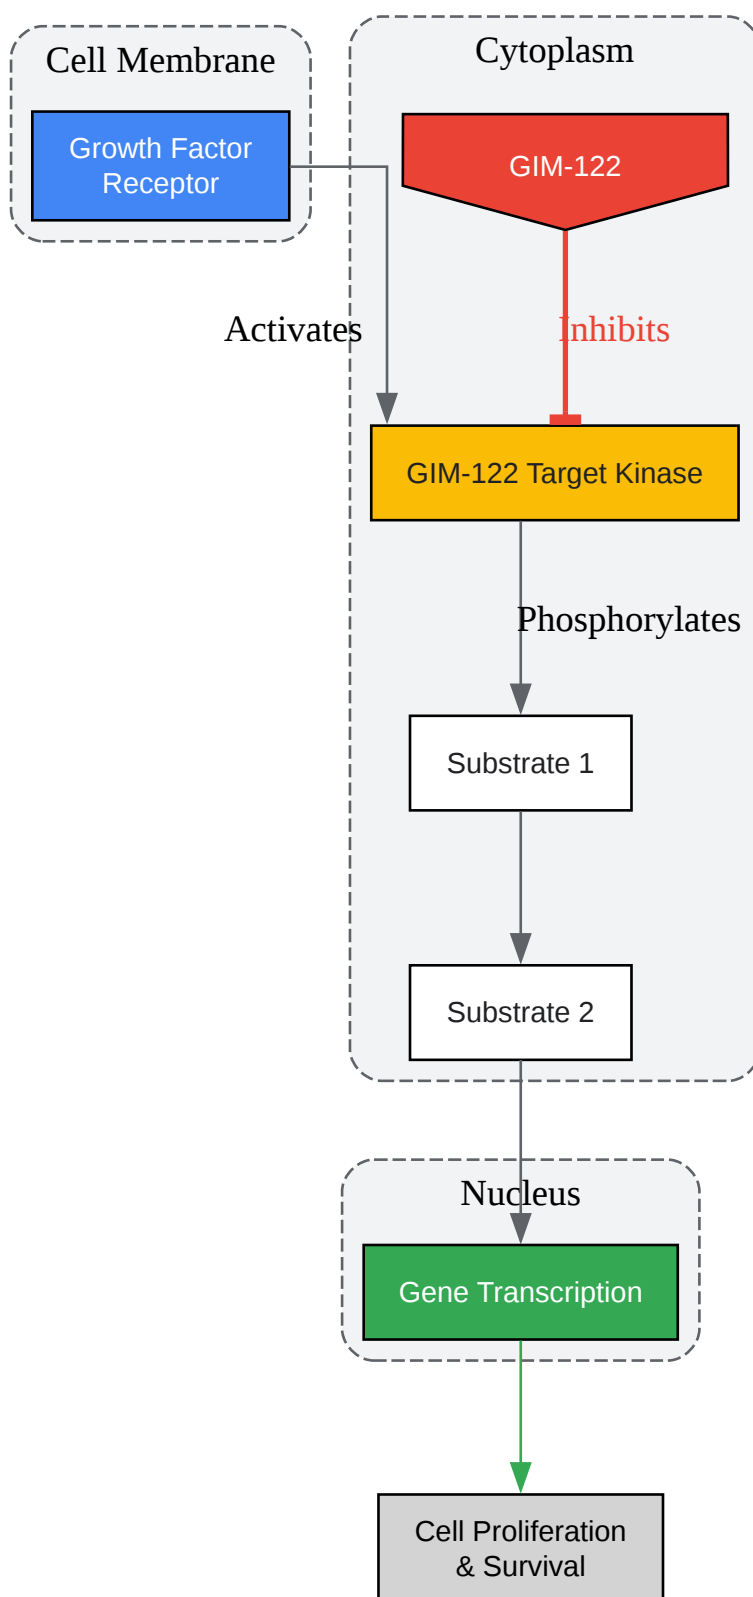 Cell Membrane
Growth Factor
Receptor
Cytoplasm
GIM-122
Activates
Inhibits
GIM-122 Target Kinase
Phosphorylates
Substrate 1
Substrate 2
Nucleus
Gene Transcription
Cell Proliferation
& Survival